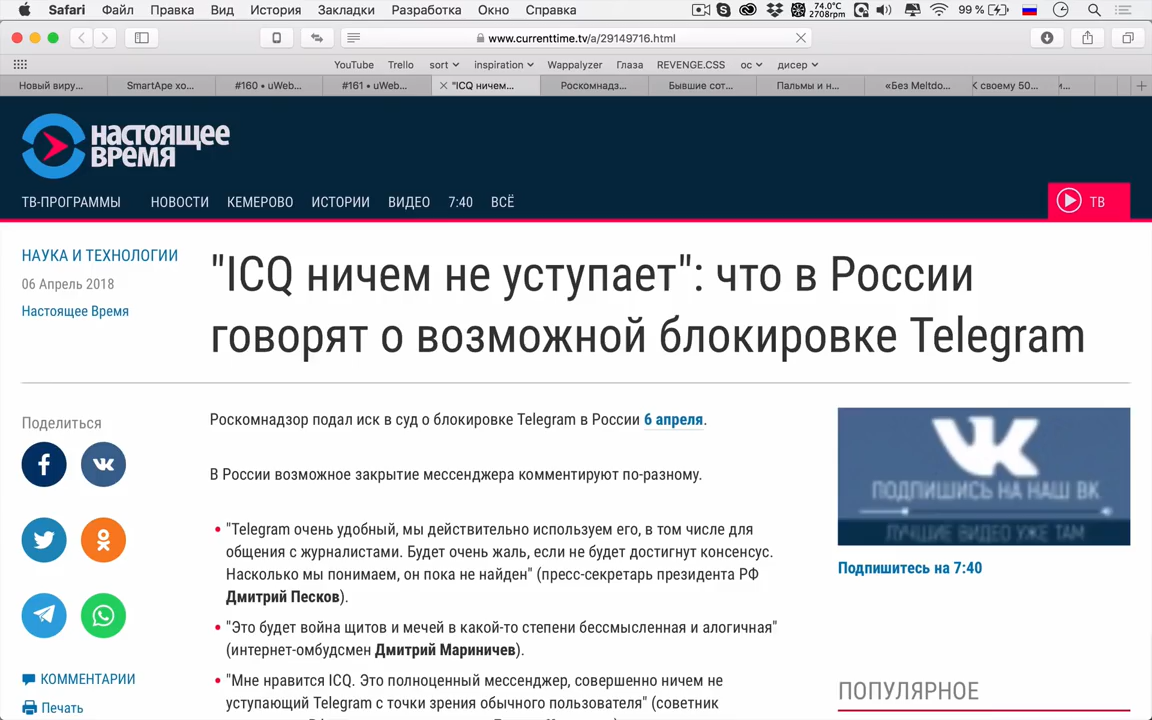 Safari Файл Правка Вид История Закладки Разработка Окно Справка 74.0°C 2708rpm 99 %
www.currenttime.tv/a/29149716.html
YouTube Trello sort inspiration Wappalyzer Глаза REVENGE.CSS ос дисер
Новый виру... SmartApe хо... #160 • uWeb... #161 • uWeb... "ICQ ничем... Роскомнадз... Бывшие сот... Пальмы и н... «Без Meltdo... К своему 50... и...
НАСТОЯЩЕЕ
ВРЕМЯ
ТВ-ПРОГРАММЫ НОВОСТИ КЕМЕРОВО ИСТОРИИ ВИДЕО 7:40 ВСЁ ТВ
НАУКА И ТЕХНОЛОГИИ
06 Апрель 2018
Настоящее Время
"ICQ ничем не уступает": что в России
говорят о возможной блокировке Telegram
Поделиться
Роскомнадзор подал иск в суд о блокировке Telegram в России 6 апреля.
В России возможное закрытие мессенджера комментируют по-разному.
• "Telegram очень удобный, мы действительно используем его, в том числе для
общения с журналистами. Будет очень жаль, если не будет достигнут консенсус.
Насколько мы понимаем, он пока не найден" (пресс-секретарь президента РФ
Дмитрий Песков).
• "Это будет война щитов и мечей в какой-то степени бессмысленная и алогичная"
(интернет-омбудсмен Дмитрий Мариничев).
• "Мне нравится ICQ. Это полноценный мессенджер, совершенно ничем не
уступающий Telegram с точки зрения обычного пользователя" (советник
КОММЕНТАРИИ
Печать
ПОДПИШИСЬ НА НАШ ВК
ЛУЧШИЕ ВИДЕО УЖЕ ТАМ
Подпишитесь на 7:40
ПОПУЛЯРНОЕ